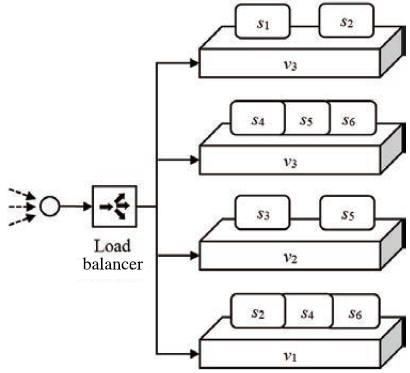 s1 s2
v3
s4 s5 s6
v3
s3 s5
v2
s2 s4 s6
v1
Load
balancer